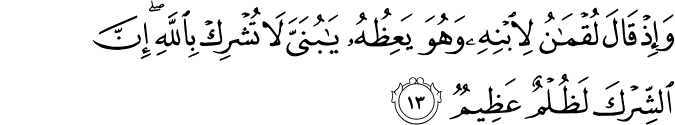 وَإِذۡ قَالَ لُقۡمَٰنُ لِٱبۡنِهِۦ وَهُوَ يَعِظُهُۥ يَٰبُنَيَّ لَا تُشۡرِكۡ بِٱللَّهِۖ إِنَّ
ٱلشِّرۡكَ لَظُلۡمٌ عَظِيمٞ ١٣